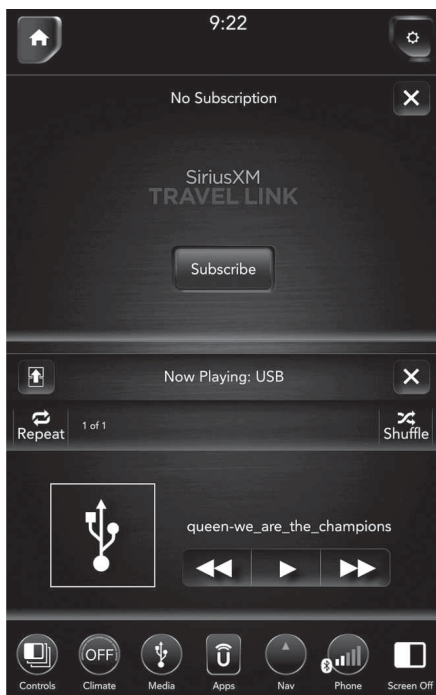 9:22
No Subscription
SiriusXM
TRAVEL LINK
Subscribe
Now Playing: USB
Repeat
1 of 1
Shuffle
queen-we_are_the_champions
OFF
Controls Climate Media Apps Nav Phone Screen Off